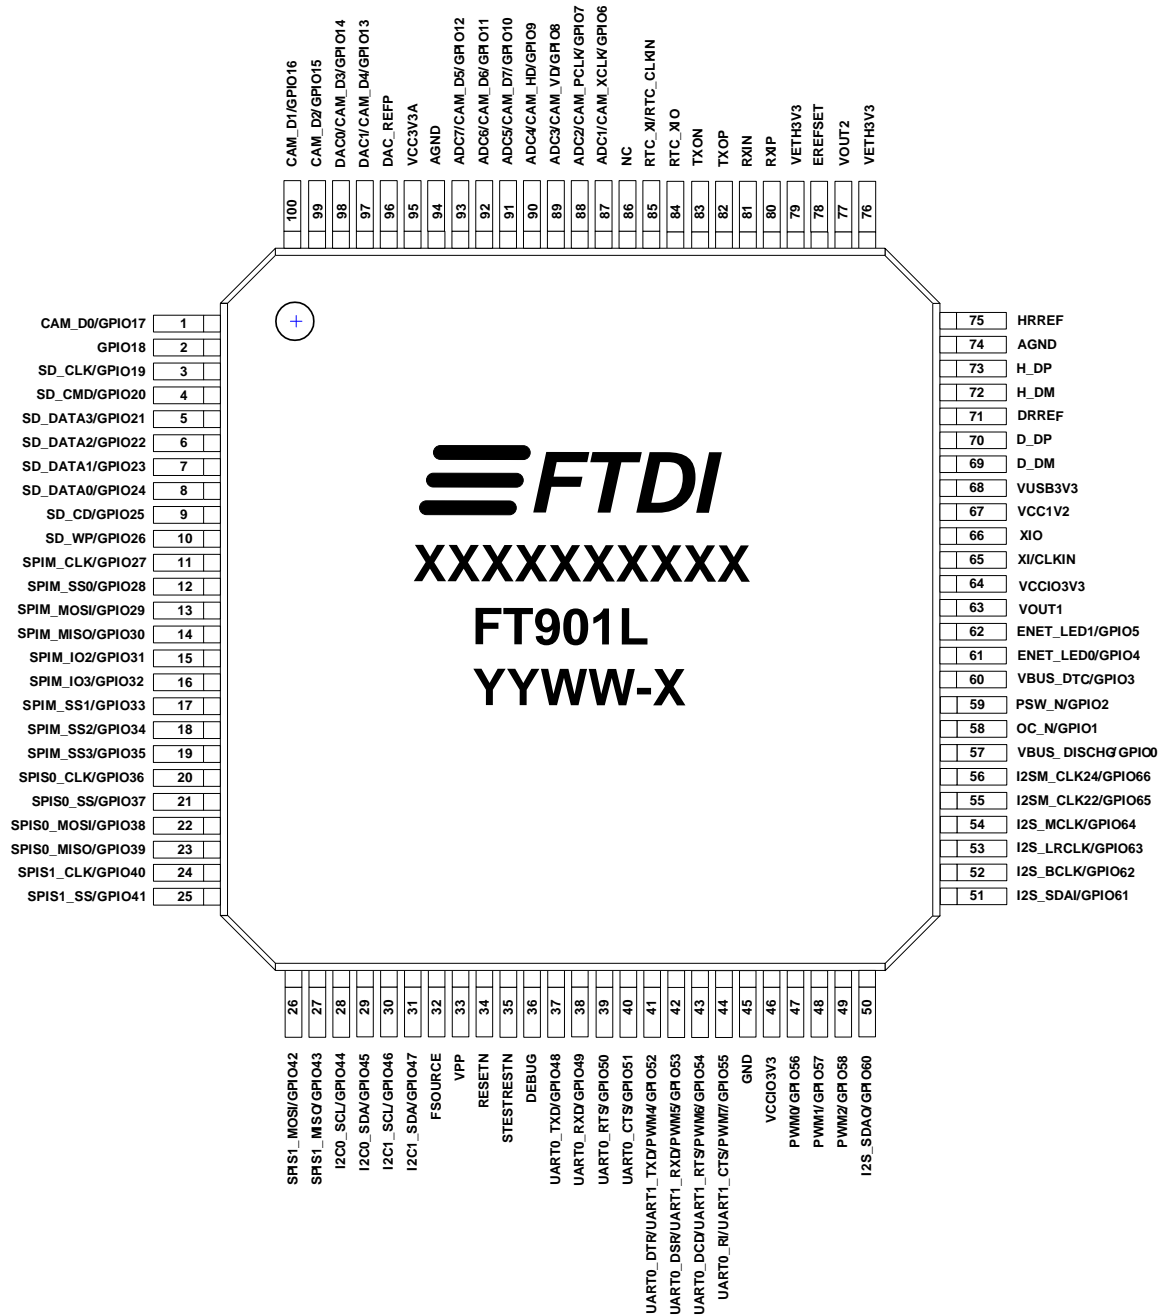 CAM_D1/GPIO16
CAM_D2/GPIO15
DAC0/CAM_D3/GPIO14
DAC1/CAM_D4/GPIO13
DAC_REFP
VCC3V3A
AGND
ADC7/CAM_D5/GPIO12
ADC6/CAM_D6/GPIO11
ADC5/CAM_D7/GPIO10
ADC4/CAM_HD/GPIO9
ADC3/CAM_VD/GPIO8
ADC2/CAM_PCLK/GPIO7
ADC1/CAM_XCLK/GPIO6
NC
RTC_XI/RTC_CLKIN
RTC_XIO
TXON
TXOP
RXIN
RXIP
VETH3V3
EREFSET
VOUT2
VETH3V3
100
99
98
97
96
95
94
93
92
91
90
89
88
87
86
85
84
83
82
81
80
79
78
77
76
CAM_D0/GPIO17 1
GPIO18 2
SD_CLK/GPIO19 3
SD_CMD/GPIO20 4
SD_DATA3/GPIO21 5
SD_DATA2/GPIO22 6
SD_DATA1/GPIO23 7
SD_DATA0/GPIO24 8
SD_CD/GPIO25 9
SD_WP/GPIO26 10
SPIM_CLK/GPIO27 11
SPIM_SS0/GPIO28 12
SPIM_MOSI/GPIO29 13
SPIM_MISO/GPIO30 14
SPIM_IO2/GPIO31 15
SPIM_IO3/GPIO32 16
SPIM_SS1/GPIO33 17
SPIM_SS2/GPIO34 18
SPIM_SS3/GPIO35 19
SPIS0_CLK/GPIO36 20
SPIS0_SS/GPIO37 21
SPIS0_MOSI/GPIO38 22
SPIS0_MISO/GPIO39 23
SPIS1_CLK/GPIO40 24
SPIS1_SS/GPIO41 25
FTDI
XXXXXXXXXX
FT901L
YYWW-X
75 HRREF
74 AGND
73 H_DP
72 H_DM
71 DRREF
70 D_DP
69 D_DM
68 VUSB3V3
67 VCC1V2
66 XIO
65 XI/CLKIN
64 VCCIO3V3
63 VOUT1
62 ENET_LED1/GPIO5
61 ENET_LED0/GPIO4
60 VBUS_DTC/GPIO3
59 PSW_N/GPIO2
58 OC_N/GPIO1
57 VBUS_DISCHG/GPIO0
56 I2SM_CLK24/GPIO66
55 I2SM_CLK22/GPIO65
54 I2S_MCLK/GPIO64
53 I2S_LRCLK/GPIO63
52 I2S_BCLK/GPIO62
51 I2S_SDAI/GPIO61
26
27
28
29
30
31
32
33
34
35
36
37
38
39
40
41
42
43
44
45
46
47
48
49
50
SPIS1_MOSI/GPIO42
SPIS1_MISO/GPIO43
I2C0_SCL/GPIO44
I2C0_SDA/GPIO45
I2C1_SCL/GPIO46
I2C1_SDA/GPIO47
FSOURCE
VPP
RESETN
STESTRESTN
DEBUG
UART0_TXD/GPIO48
UART0_RXD/GPIO49
UART0_RTS/GPIO50
UART0_CTS/GPIO51
UART0_DTR/UART1_TXD/PWM4/GPIO52
UART0_DSR/UART1_RXD/PWM5/GPIO53
UART0_DCD/UART1_RTS/PWM6/GPIO54
UART0_RI/UART1_CTS/PWM7/GPIO55
GND
VCCIO3V3
PWM0/GPIO56
PWM1/GPIO57
PWM2/GPIO58
I2S_SDAO/GPIO60